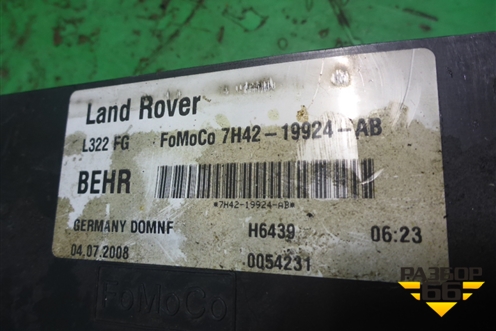 Land Rover
L322 FG FoMoCo 7H42-19924-AB
BEHR
*7H42-19924-AB*
GERMANY DOMNF H6439 06:23
04.07.2008 0054231
FoMoCo
РАЗБОР
66